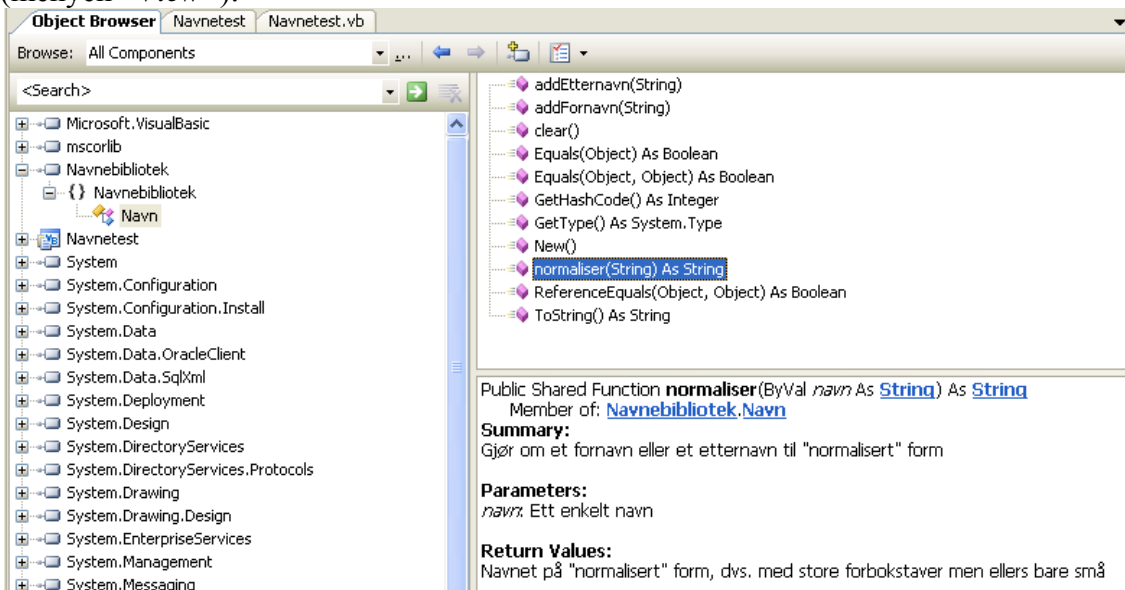 Object Browser Navnetest Navnetest.vb
Browse: All Components ...
<Search>
Microsoft.VisualBasic
mscorlib
Navnebibliotek
{} Navnebibliotek
Navn
Navnetest
System
System.Configuration
System.Configuration.Install
System.Data
System.Data.OracleClient
System.Data.SqlXml
System.Deployment
System.Design
System.DirectoryServices
System.DirectoryServices.Protocols
System.Drawing
System.Drawing.Design
System.EnterpriseServices
System.Management
System.Messaging
addEtternavn(String)
addFornavn(String)
clear()
Equals(Object) As Boolean
Equals(Object, Object) As Boolean
GetHashCode() As Integer
GetType() As System.Type
New()
normaliser(String) As String
ReferenceEquals(Object, Object) As Boolean
ToString() As String
Public Shared Function normaliser(ByVal navn As String) As String
Member of: Navnebibliotek.Navn
Summary:
Gjør om et fornavn eller et etternavn til "normalisert" form
Parameters:
navn: Ett enkelt navn
Return Values:
Navnet på "normalisert" form, dvs. med store forbokstaver men ellers bare små